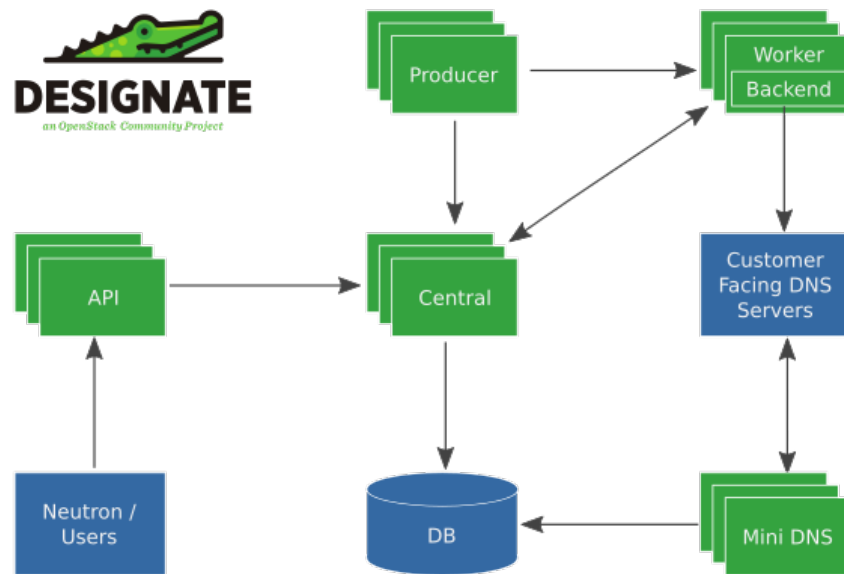 DESIGNATE
an OpenStack Community Project
Producer
Worker
Backend
API
Central
Customer
Facing DNS
Servers
Neutron /
Users
DB
Mini DNS